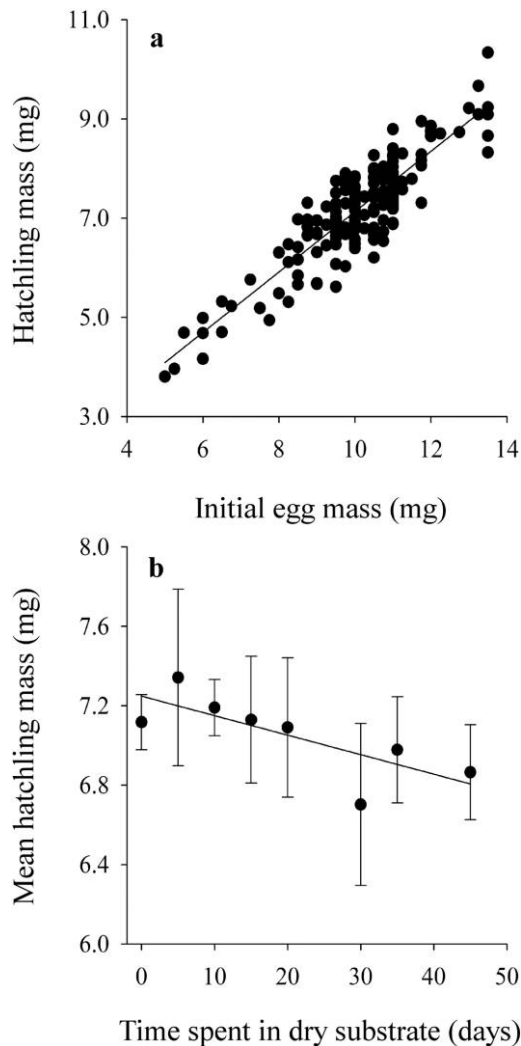 a
11.0
9.0
7.0
5.0
3.0
Hatchling mass (mg)
4 6 8 10 12 14
Initial egg mass (mg)
b
8.0
7.6
7.2
6.8
6.4
6.0
Mean hatchling mass (mg)
0 10 20 30 40 50
Time spent in dry substrate (days)